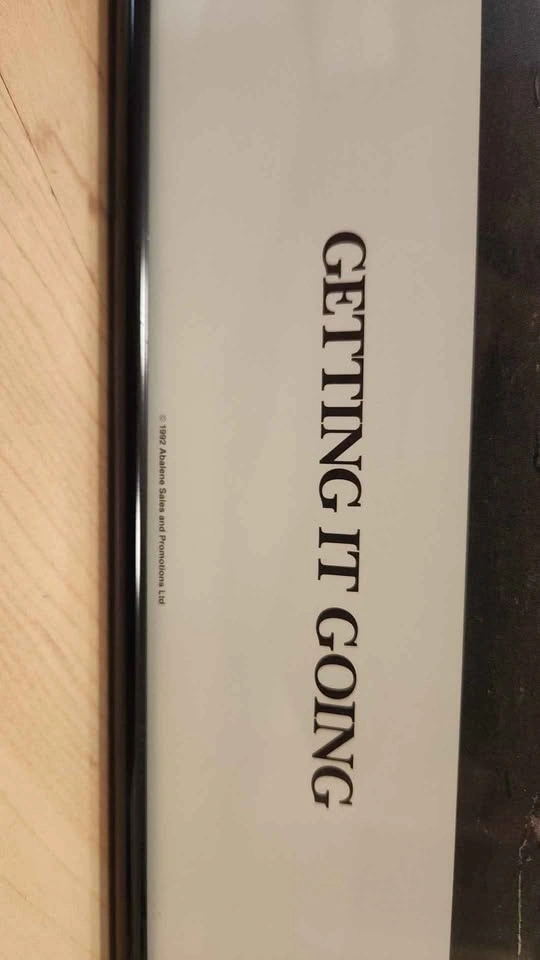 GETTING IT GOING
© 1992 Abalene Sales and Promotions Ltd